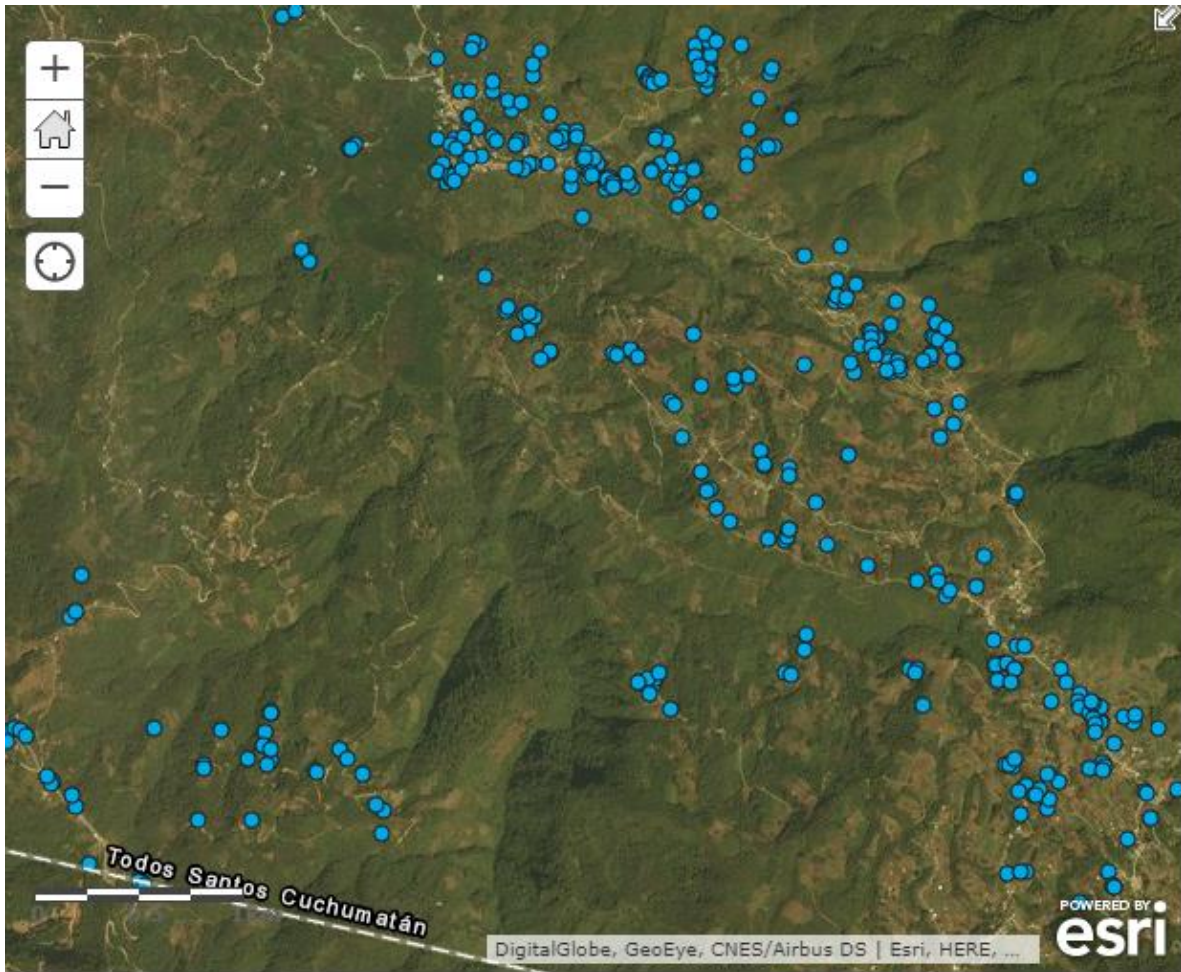 Todos Santos Cuchumatán
POWERED BY
esri
DigitalGlobe, GeoEye, CNES/Airbus DS | Esri, HERE, ...